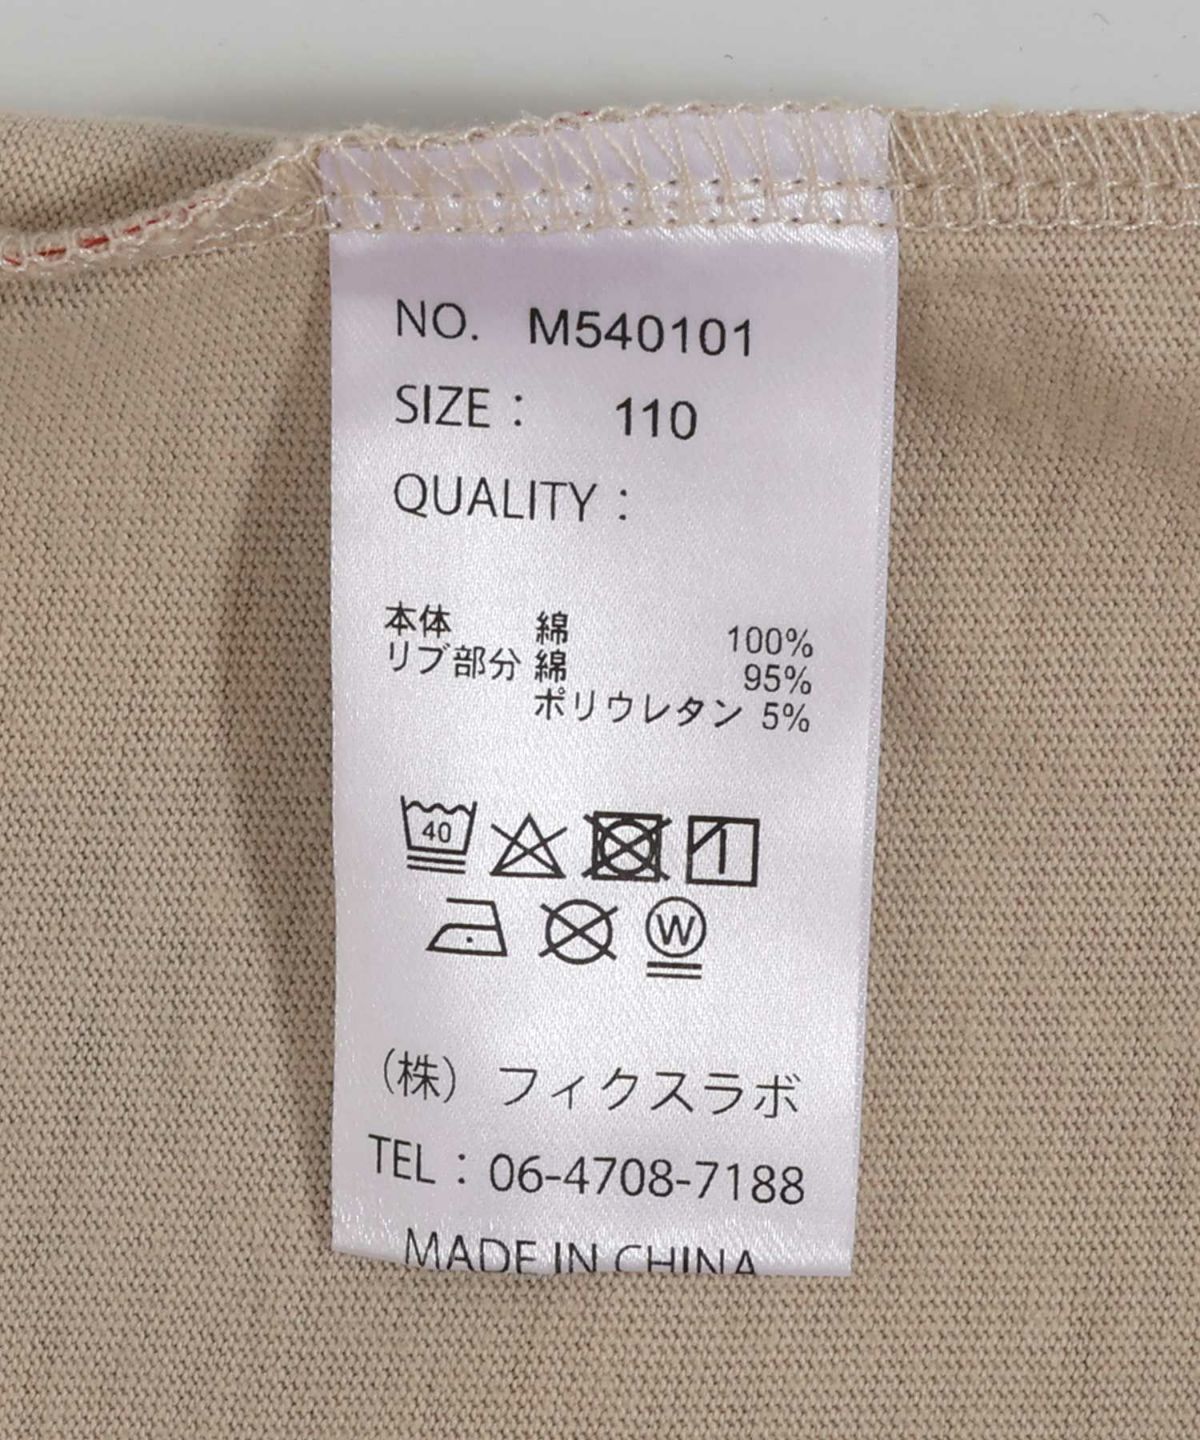 NO. M540101
SIZE : 110
QUALITY :
本体 綿 100%
リブ部分 綿 95%
ポリウレタン 5%
40
W
(株) フィクスラボ
TEL : 06-4708-7188
MADE IN CHINA